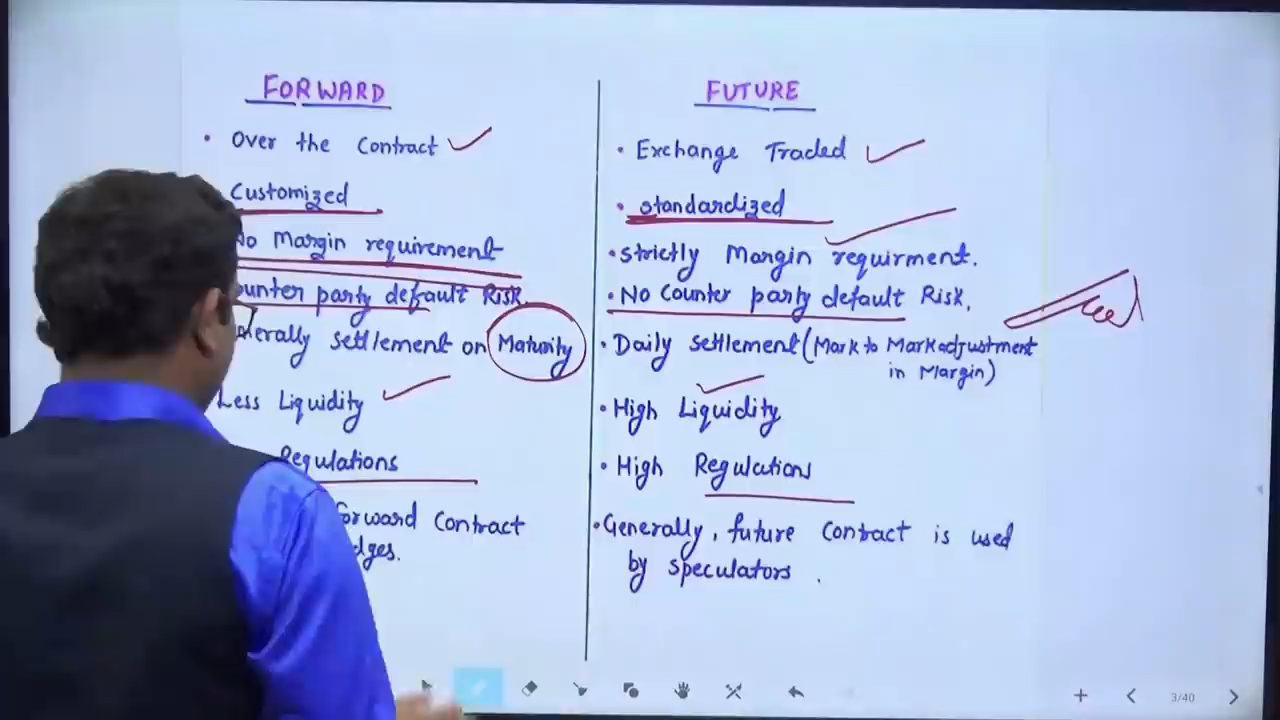 FORWARD
• Over the Contract
Customized
No Margin requirement
ounter party default Risk.
nerally settlement on Maturity
Less Liquidity
Regulations
forward Contract
dges.
FUTURE
• Exchange Traded
• standardized
• strictly Margin requirment.
• No Counter party default Risk.
• Daily settlement (Mark to Mark adjustment
in Margin)
• High Liquidity
• High Regulations
• Generally, future Contract is used
by speculators.
3/40